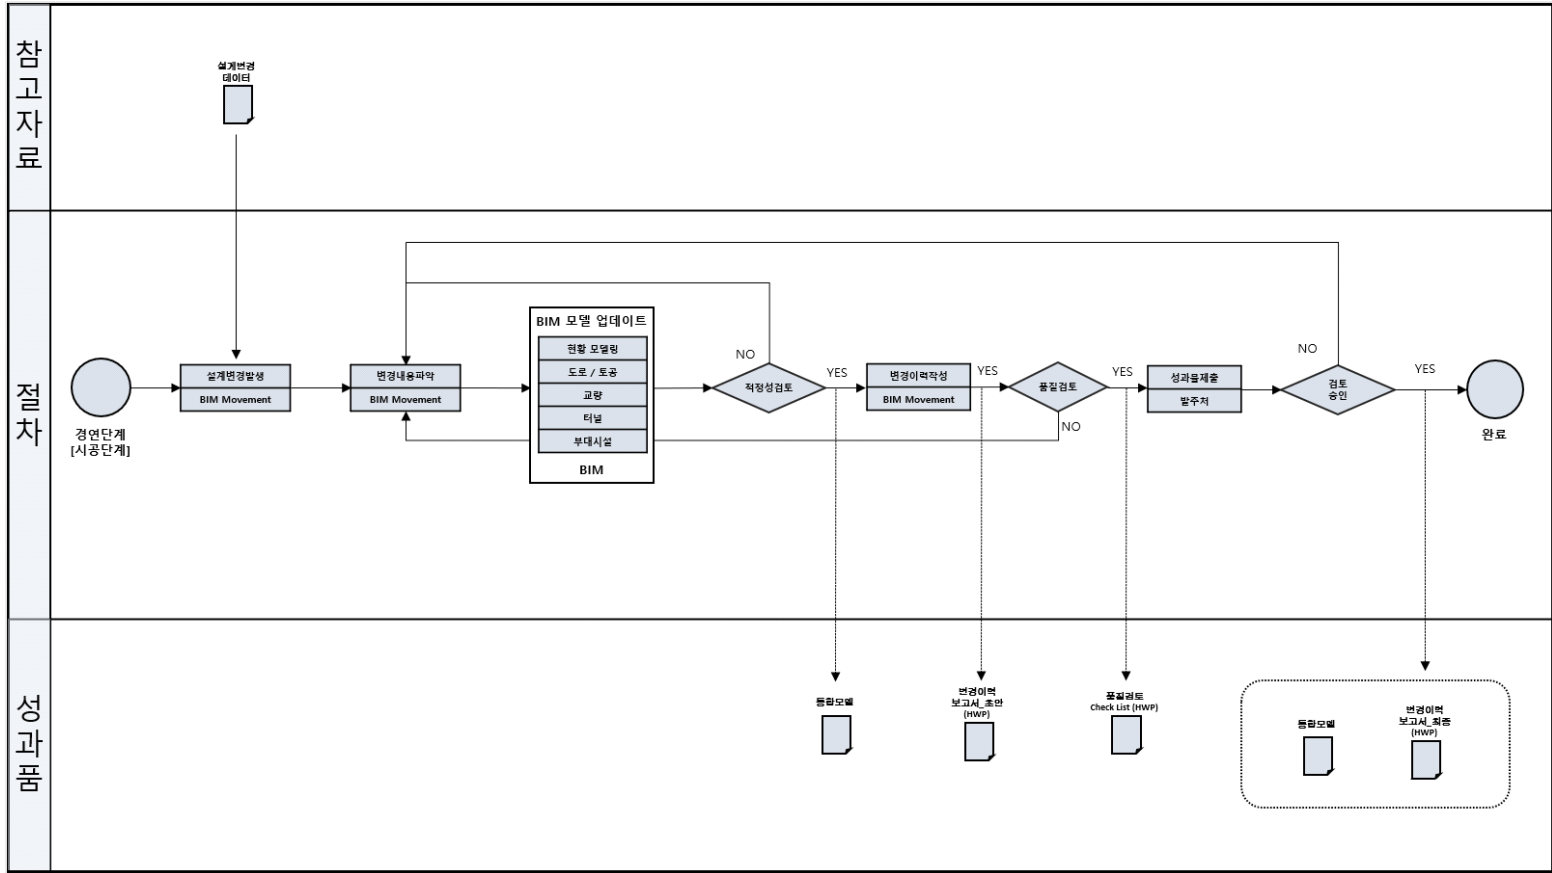 참고자료
설계변경
데이터
절차
경연단계
[시공단계]
설계변경발생
BIM Movement
변경내용파악
BIM Movement
BIM 모델 업데이트
현황 모델링
도로 / 토공
교량
터널
부대시설
BIM
NO
적정성검토
YES
변경이력작성
BIM Movement
YES
품질검토
NO
YES
성과물제출
발주처
NO
검토
승인
YES
완료
성과품
통합모델
변경이력
보고서_초안
(HWP)
품질검토
Check List (HWP)
통합모델
변경이력
보고서_최종
(HWP)